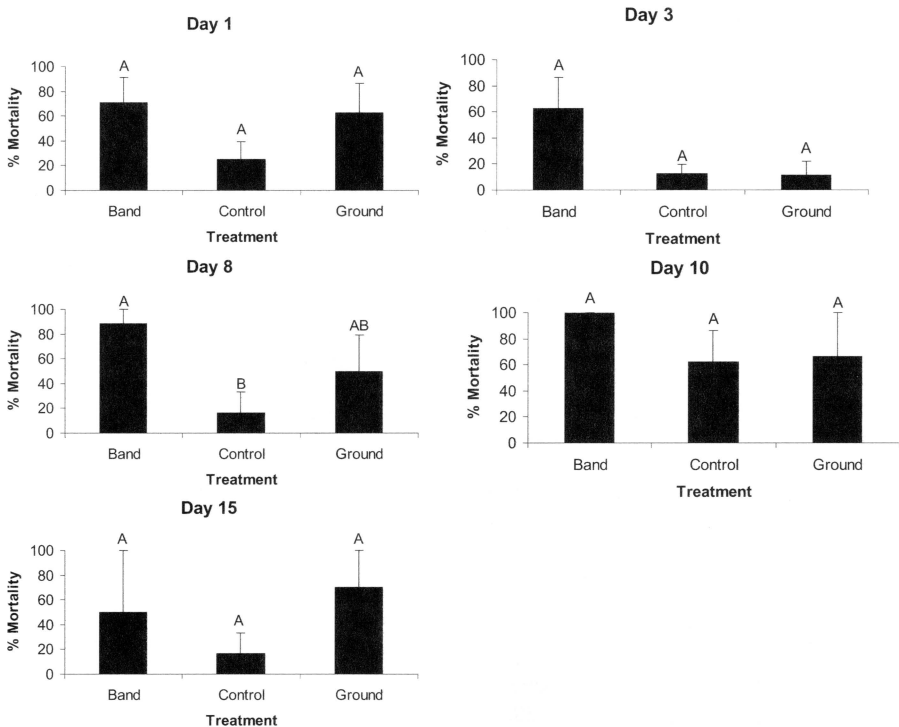 Day 1
% Mortality
100
80
60
40
20
0
A
A
A
Band
Control
Ground
Treatment
Day 3
% Mortality
100
80
60
40
20
0
A
A
A
Band
Control
Ground
Treatment
Day 8
% Mortality
100
80
60
40
20
0
A
B
AB
Band
Control
Ground
Treatment
Day 10
% Mortality
100
80
60
40
20
0
A
A
A
Band
Control
Ground
Treatment
Day 15
% Mortality
100
80
60
40
20
0
A
A
A
Band
Control
Ground
Treatment